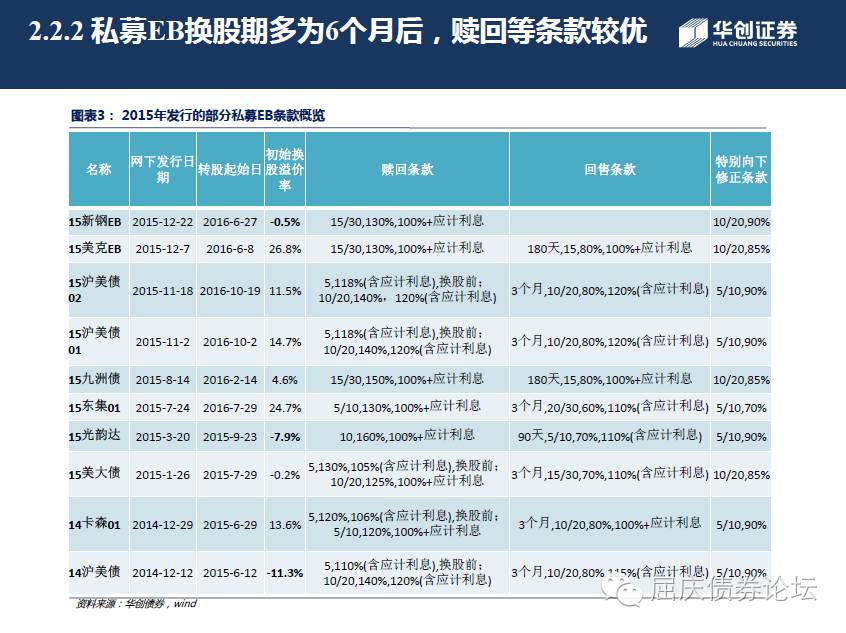 2.2.2 私募EB换股期多为6个月后，赎回等条款较优
华创证券
HUA CHUANG SECURITIES
图表3： 2015年发行的部分私募EB条款概览
名称 网下发行日期 转股起始日 初始换股溢价率 赎回条款 回售条款 特别向下修正条款
15新钢EB 2015-12-22 2016-6-27 -0.5% 15/30,130%,100%+应计利息 10/20,90%
15美克EB 2015-12-7 2016-6-8 26.8% 15/30,130%,100%+应计利息 180天,15,80%,100%+应计利息 10/20,85%
15沪美债02 2015-11-18 2016-10-19 11.5% 5,118%(含应计利息),换股前；10/20,140%，120%(含应计利息) 3个月,10/20,80%,120%(含应计利息) 5/10,90%
15沪美债01 2015-11-2 2016-10-2 14.7% 5,118%(含应计利息),换股前；10/20,140%,120%(含应计利息) 3个月,10/20,80%,120%(含应计利息) 5/10,90%
15九洲债 2015-8-14 2016-2-14 4.6% 15/30,150%,100%+应计利息 180天,15,80%,100%+应计利息 10/20,85%
15东集01 2015-7-24 2016-7-29 24.7% 5/10,130%,100%+应计利息 3个月,20/30,60%,110%(含应计利息) 5/10,70%
15光韵达 2015-3-20 2015-9-23 -7.9% 10,160%,100%+应计利息 90天,5/10,70%,110%(含应计利息) 5/10,90%
15美大债 2015-1-26 2015-7-29 -0.2% 5,130%,105%(含应计利息),换股前；10/20,125%,100%+应计利息 3个月,15/30,70%,110%(含应计利息) 10/20,85%
14卡森01 2014-12-29 2015-6-29 13.6% 5,120%,106%(含应计利息),换股前；5/10,120%,100%+应计利息 3个月,10/20,80%,100%+应计利息 5/10,90%
14沪美债 2014-12-12 2015-6-12 -11.3% 5,110%(含应计利息),换股前；10/20,140%,120%(含应计利息) 3个月,10/20,80%,115%(含应计利息) 5/10,90%
资料来源：华创债券，wind
屈庆债券论坛